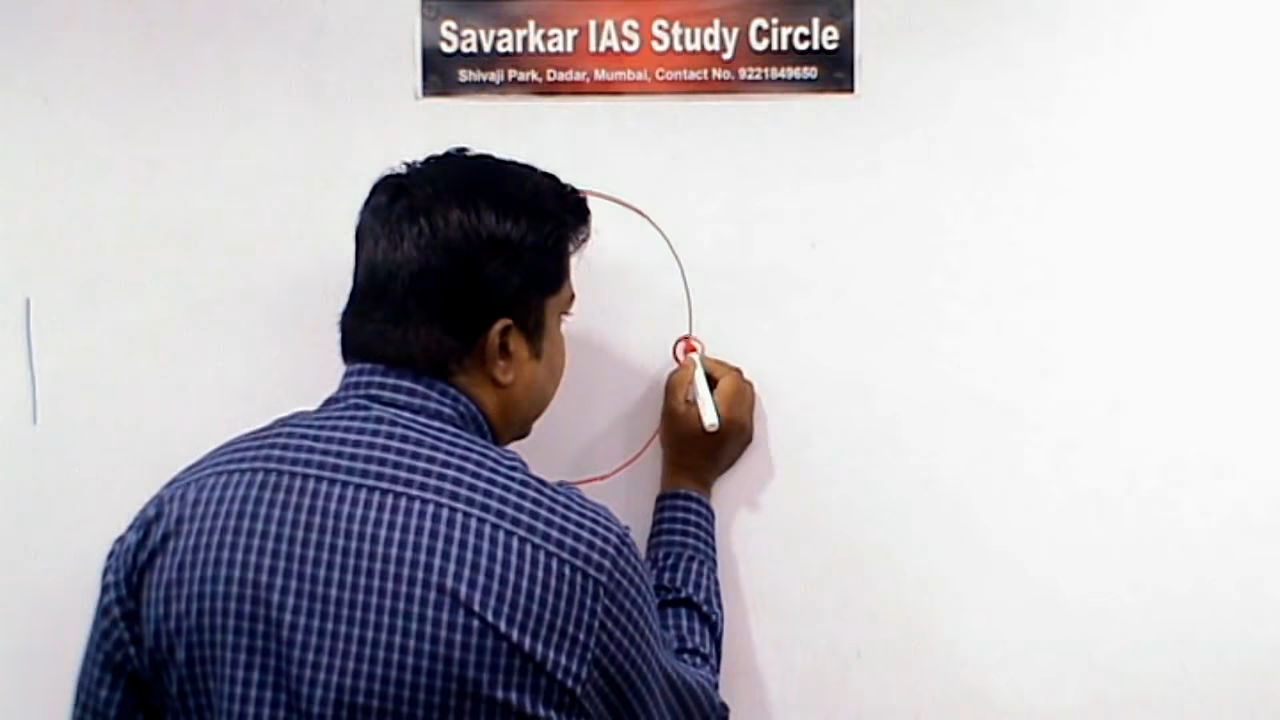 Savarkar IAS Study Circle
Shivaji Park, Dadar, Mumbai, Contact No. 9221849650